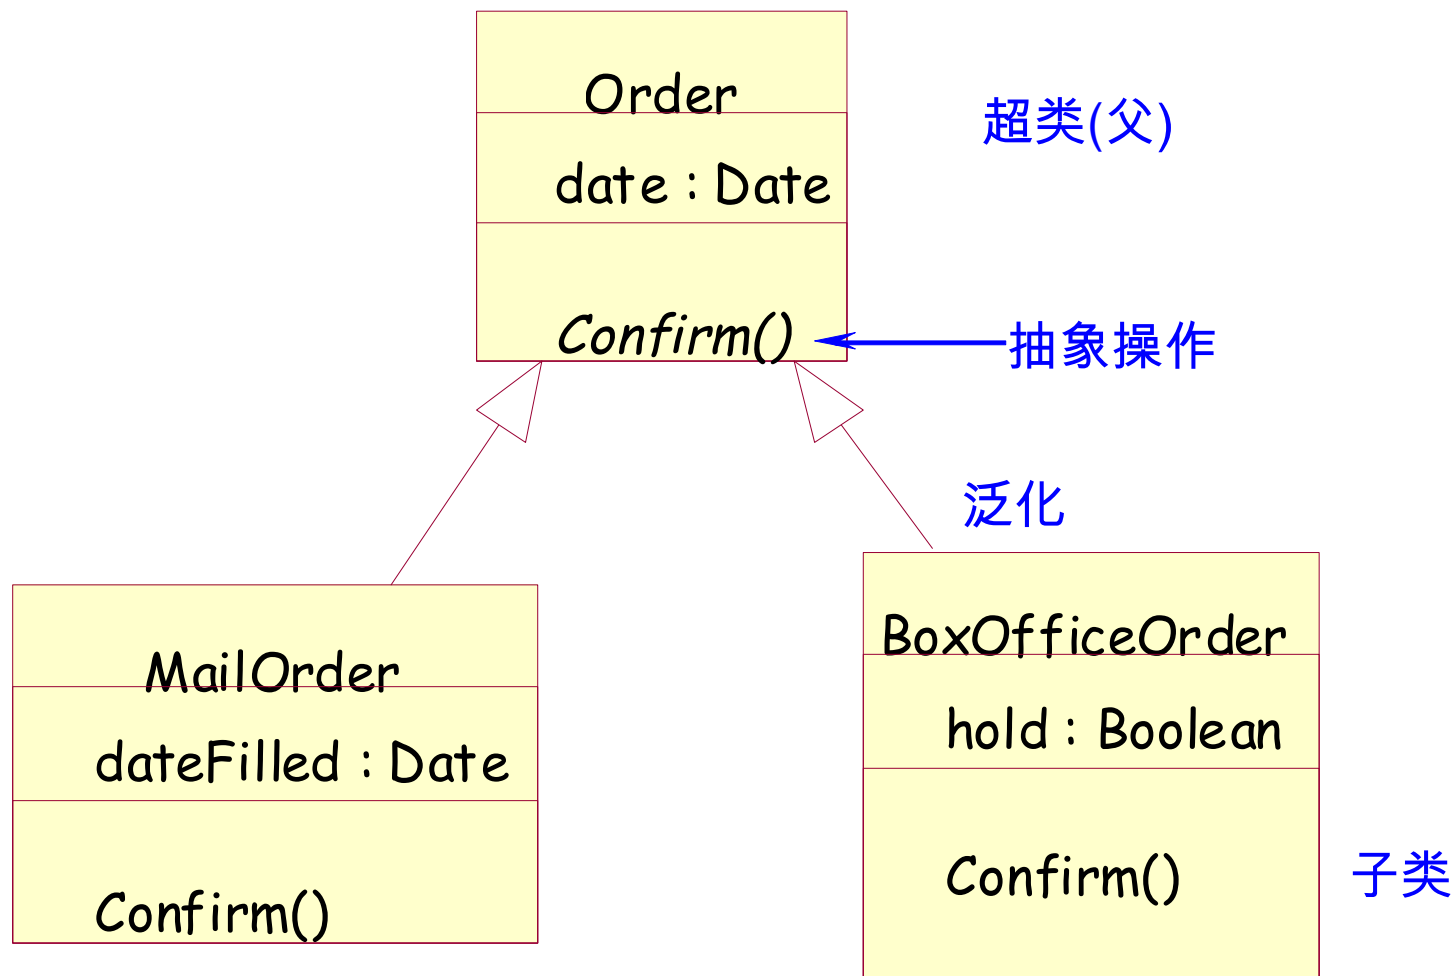 Order
超类(父)
date : Date
Confirm()
抽象操作
泛化
MailOrder
dateFilled : Date
Confirm()
BoxOfficeOrder
hold : Boolean
Confirm()
子类